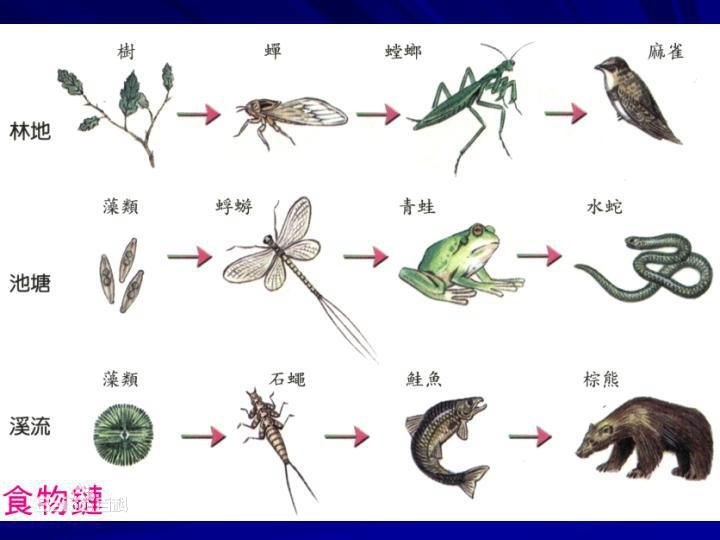 樹 蟬 螳螂 麻雀
林地
藻類 蜉蝣 青蛙 水蛇
池塘
藻類 石蠅 鮭魚 棕熊
溪流
食物鏈